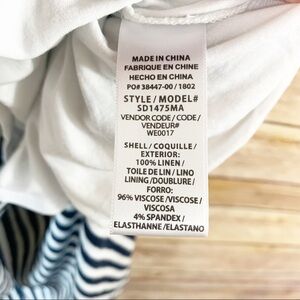 MADE IN CHINA
FABRIQUE EN CHINE
HECHO EN CHINA
PO# 38447-00 / 1802
STYLE / MODEL#
SD1475MA
VENDOR CODE / CODE /
VENDEUR#
WE0017
SHELL / COQUILLE /
EXTERIOR:
100% LINEN /
TOILE DE LIN / LINO
LINING /DOUBLURE /
FORRO:
96% VISCOSE /VISCOSE /
VISCOSA
4% SPANDEX /
ELASTHANNE /ELASTANO